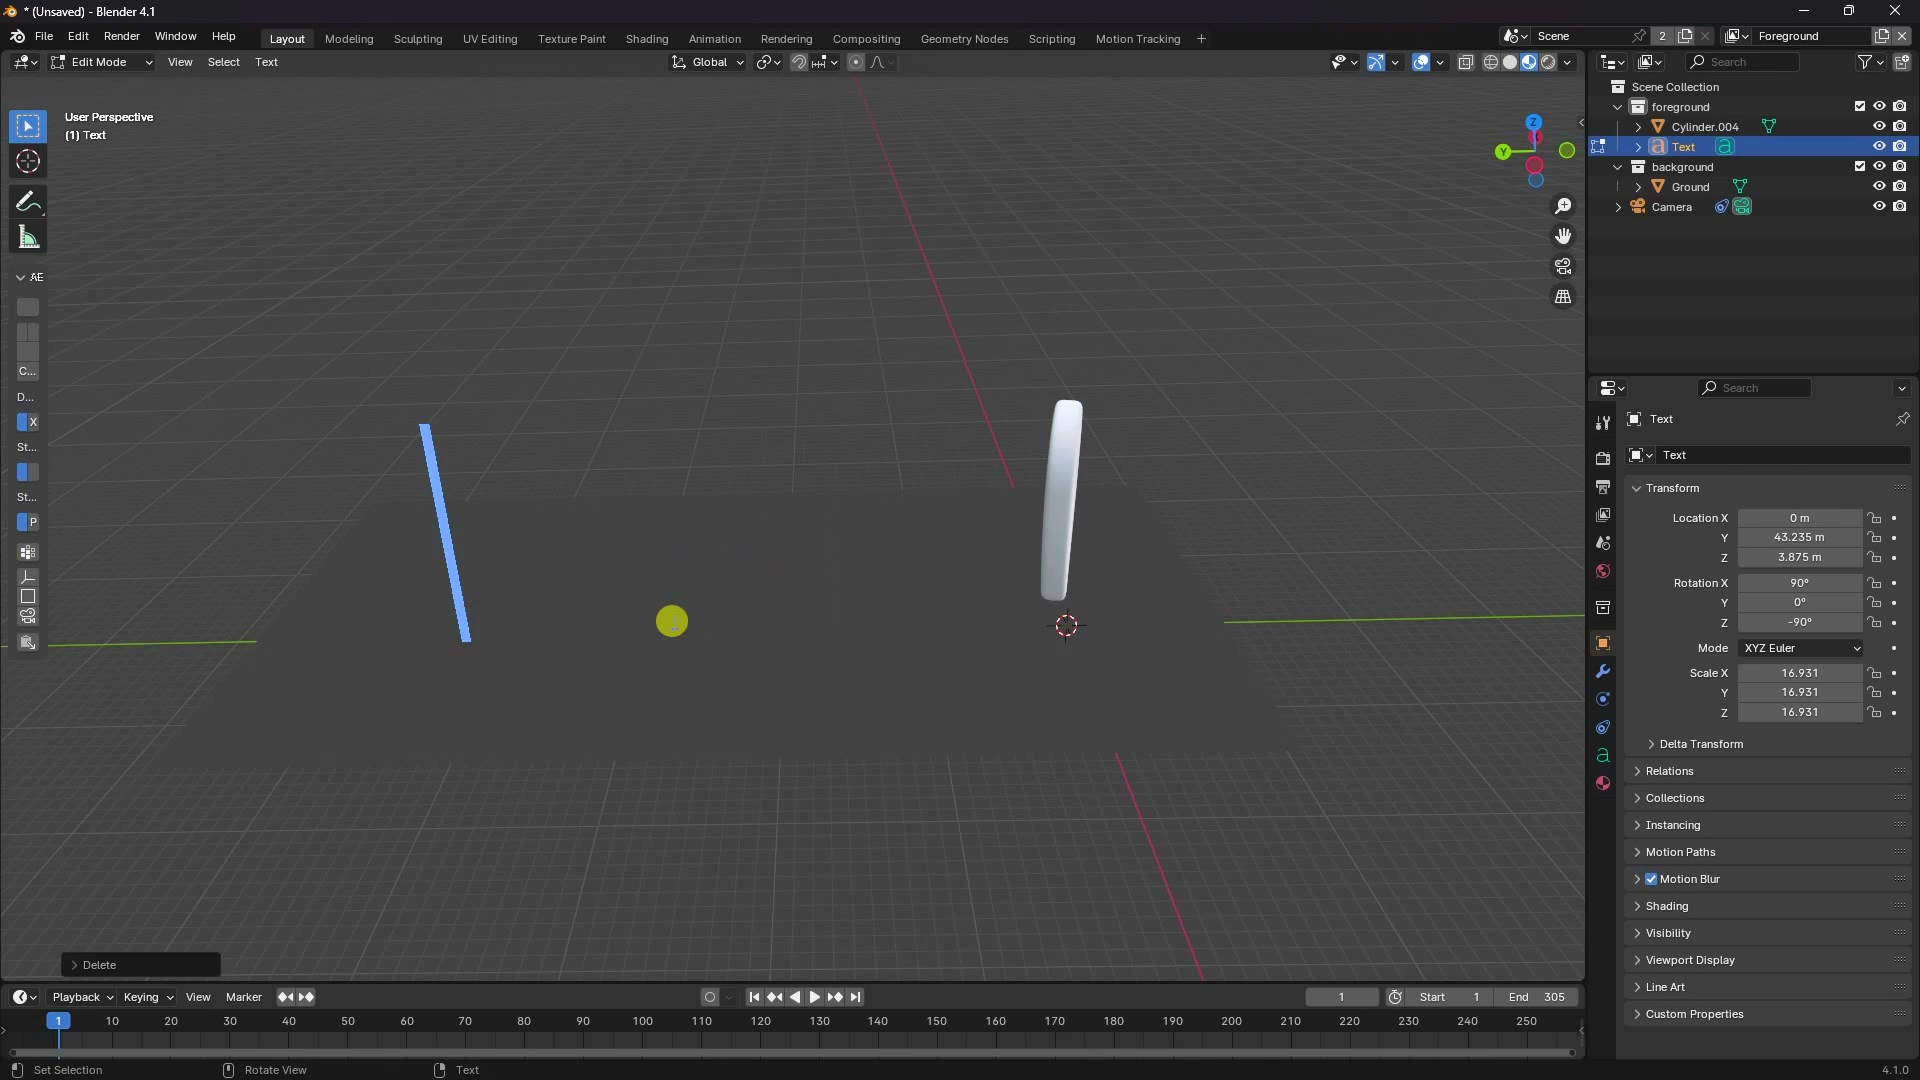 * (Unsaved) - Blender 4.1
File Edit Render Window Help
Layout Modeling Sculpting UV Editing Texture Paint Shading Animation Rendering Compositing Geometry Nodes Scripting Motion Tracking +
Scene 2 Foreground
Edit Mode View Select Text Global
Search
User Perspective
(1) Text
Z
Y
Scene Collection
foreground
Cylinder.004
Text
background
Ground
Camera
AE
C...
D...
X
St...
St...
P
Search
Text
Text
Transform
Location X 0 m
Y 43.235 m
Z 3.875 m
Rotation X 90°
Y 0°
Z -90°
Mode XYZ Euler
Scale X 16.931
Y 16.931
Z 16.931
Delta Transform
Relations
Collections
Instancing
Motion Paths
Motion Blur
Shading
Visibility
Viewport Display
Line Art
Custom Properties
Delete
Playback Keying View Marker 1 Start 1 End 305
1 10 20 30 40 50 60 70 80 90 100 110 120 130 140 150 160 170 180 190 200 210 220 230 240 250
Set Selection Rotate View Text 4.1.0